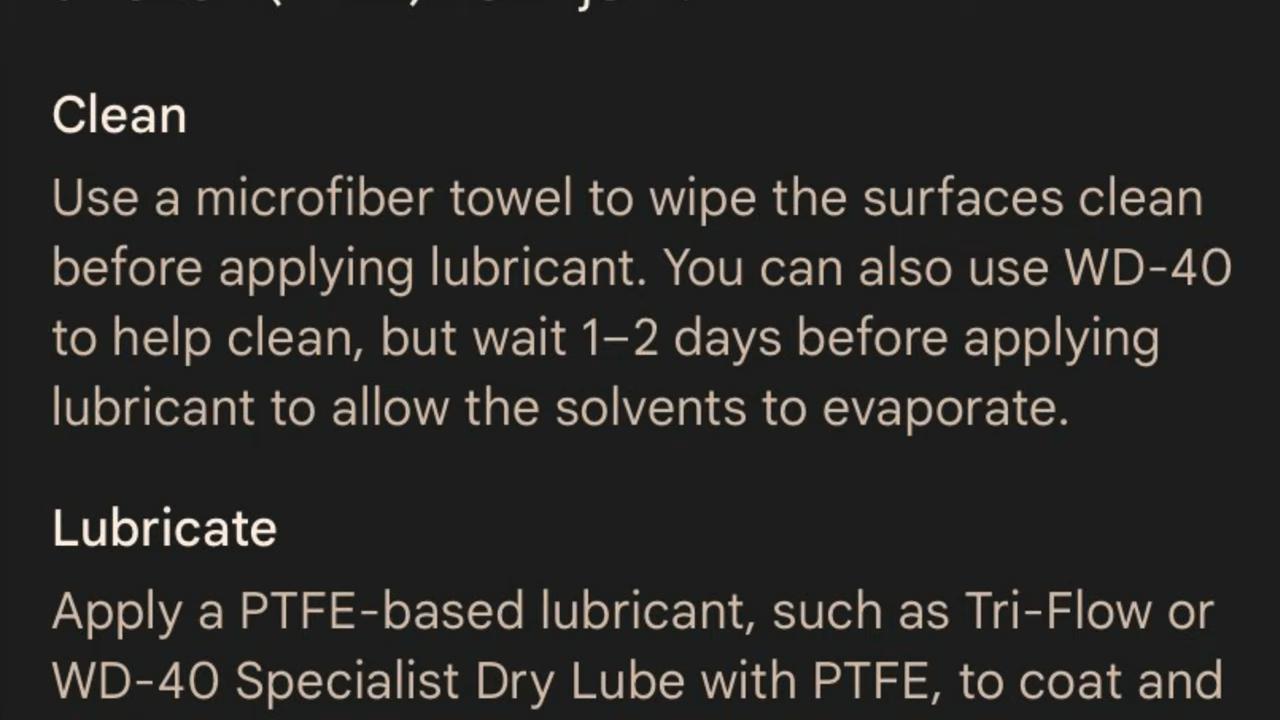 Clean
Use a microfiber towel to wipe the surfaces clean
before applying lubricant. You can also use WD-40
to help clean, but wait 1–2 days before applying
lubricant to allow the solvents to evaporate.
Lubricate
Apply a PTFE-based lubricant, such as Tri-Flow or
WD-40 Specialist Dry Lube with PTFE, to coat and